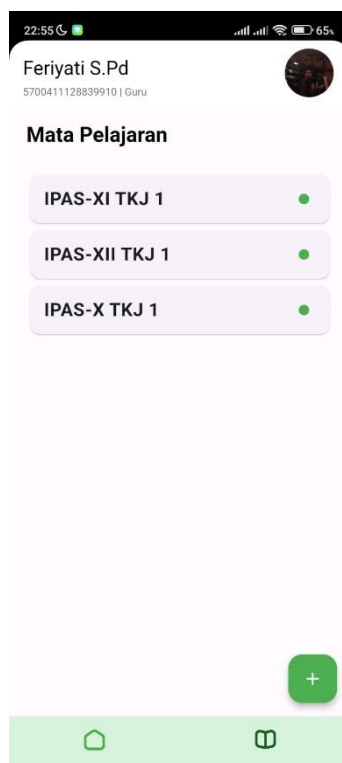 22:55
65%
Feriyati S.Pd
5700411128839910 | Guru
Mata Pelajaran
IPAS-XI TKJ 1
IPAS-XII TKJ 1
IPAS-X TKJ 1
+